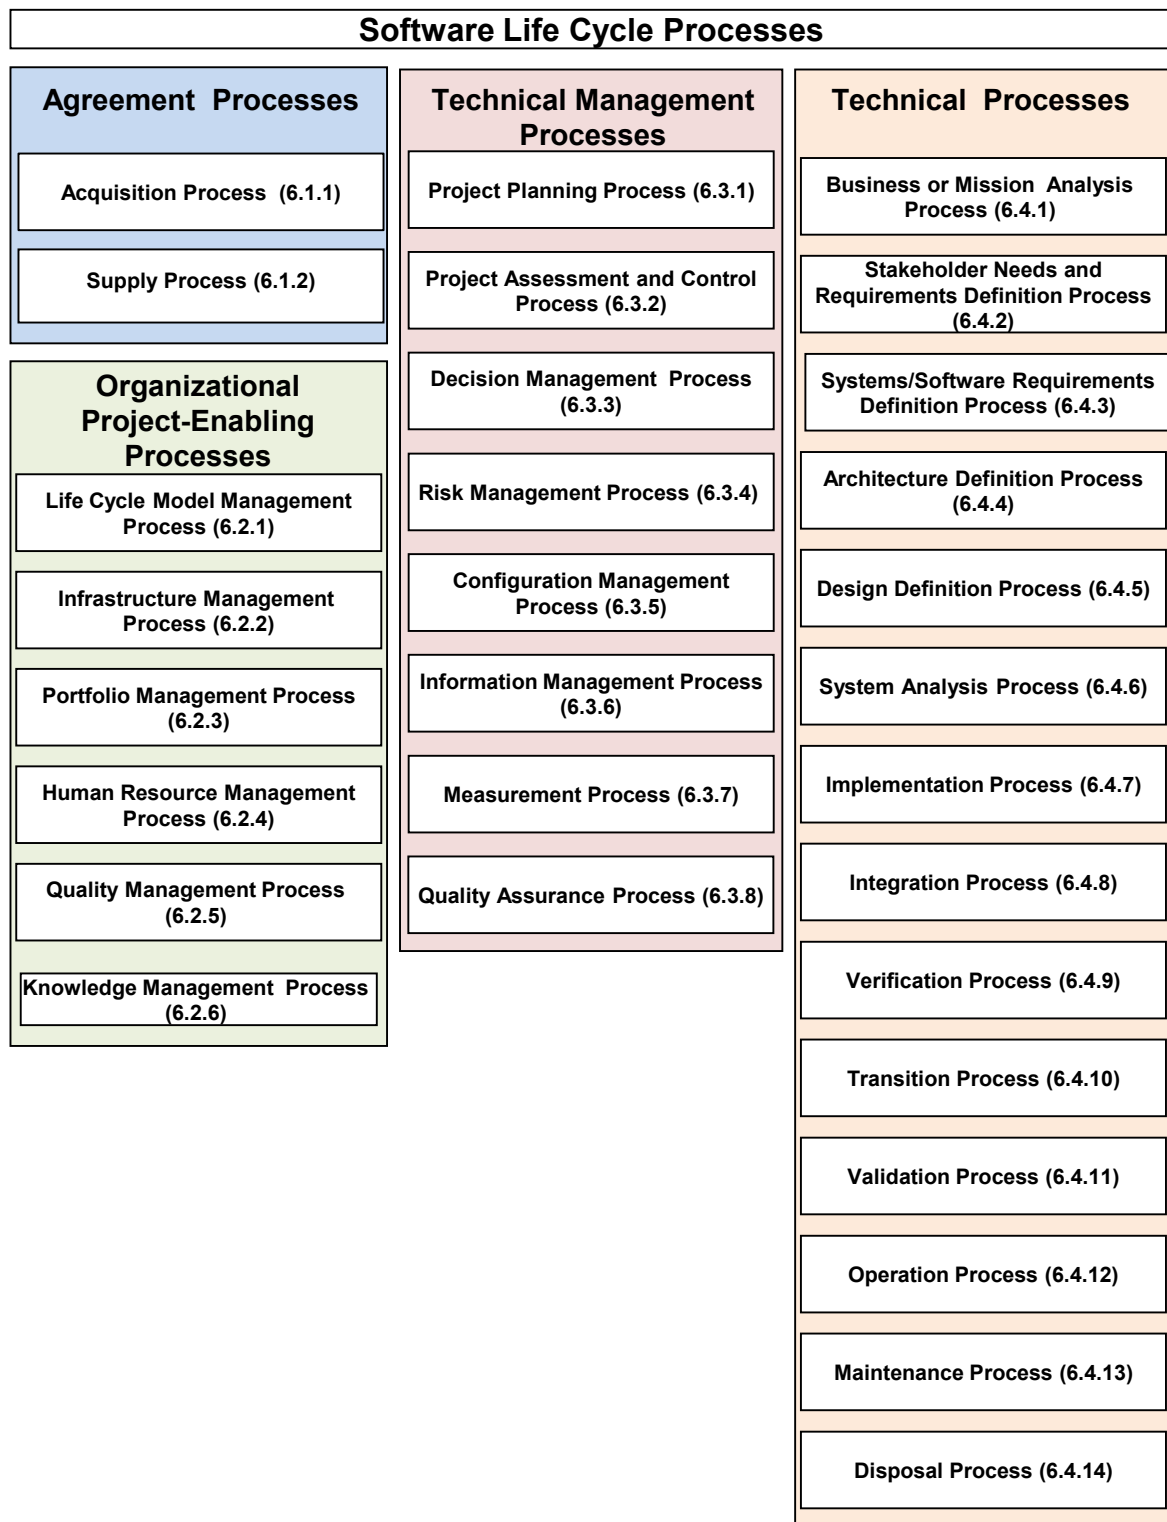 Software Life Cycle Processes
Agreement Processes
Acquisition Process (6.1.1)
Supply Process (6.1.2)
Organizational
Project-Enabling
Processes
Life Cycle Model Management
Process (6.2.1)
Infrastructure Management
Process (6.2.2)
Portfolio Management Process
(6.2.3)
Human Resource Management
Process (6.2.4)
Quality Management Process
(6.2.5)
Knowledge Management Process
(6.2.6)
Technical Management
Processes
Project Planning Process (6.3.1)
Project Assessment and Control
Process (6.3.2)
Decision Management Process
(6.3.3)
Risk Management Process (6.3.4)
Configuration Management
Process (6.3.5)
Information Management Process
(6.3.6)
Measurement Process (6.3.7)
Quality Assurance Process (6.3.8)
Technical Processes
Business or Mission Analysis
Process (6.4.1)
Stakeholder Needs and
Requirements Definition Process
(6.4.2)
Systems/Software Requirements
Definition Process (6.4.3)
Architecture Definition Process
(6.4.4)
Design Definition Process (6.4.5)
System Analysis Process (6.4.6)
Implementation Process (6.4.7)
Integration Process (6.4.8)
Verification Process (6.4.9)
Transition Process (6.4.10)
Validation Process (6.4.11)
Operation Process (6.4.12)
Maintenance Process (6.4.13)
Disposal Process (6.4.14)